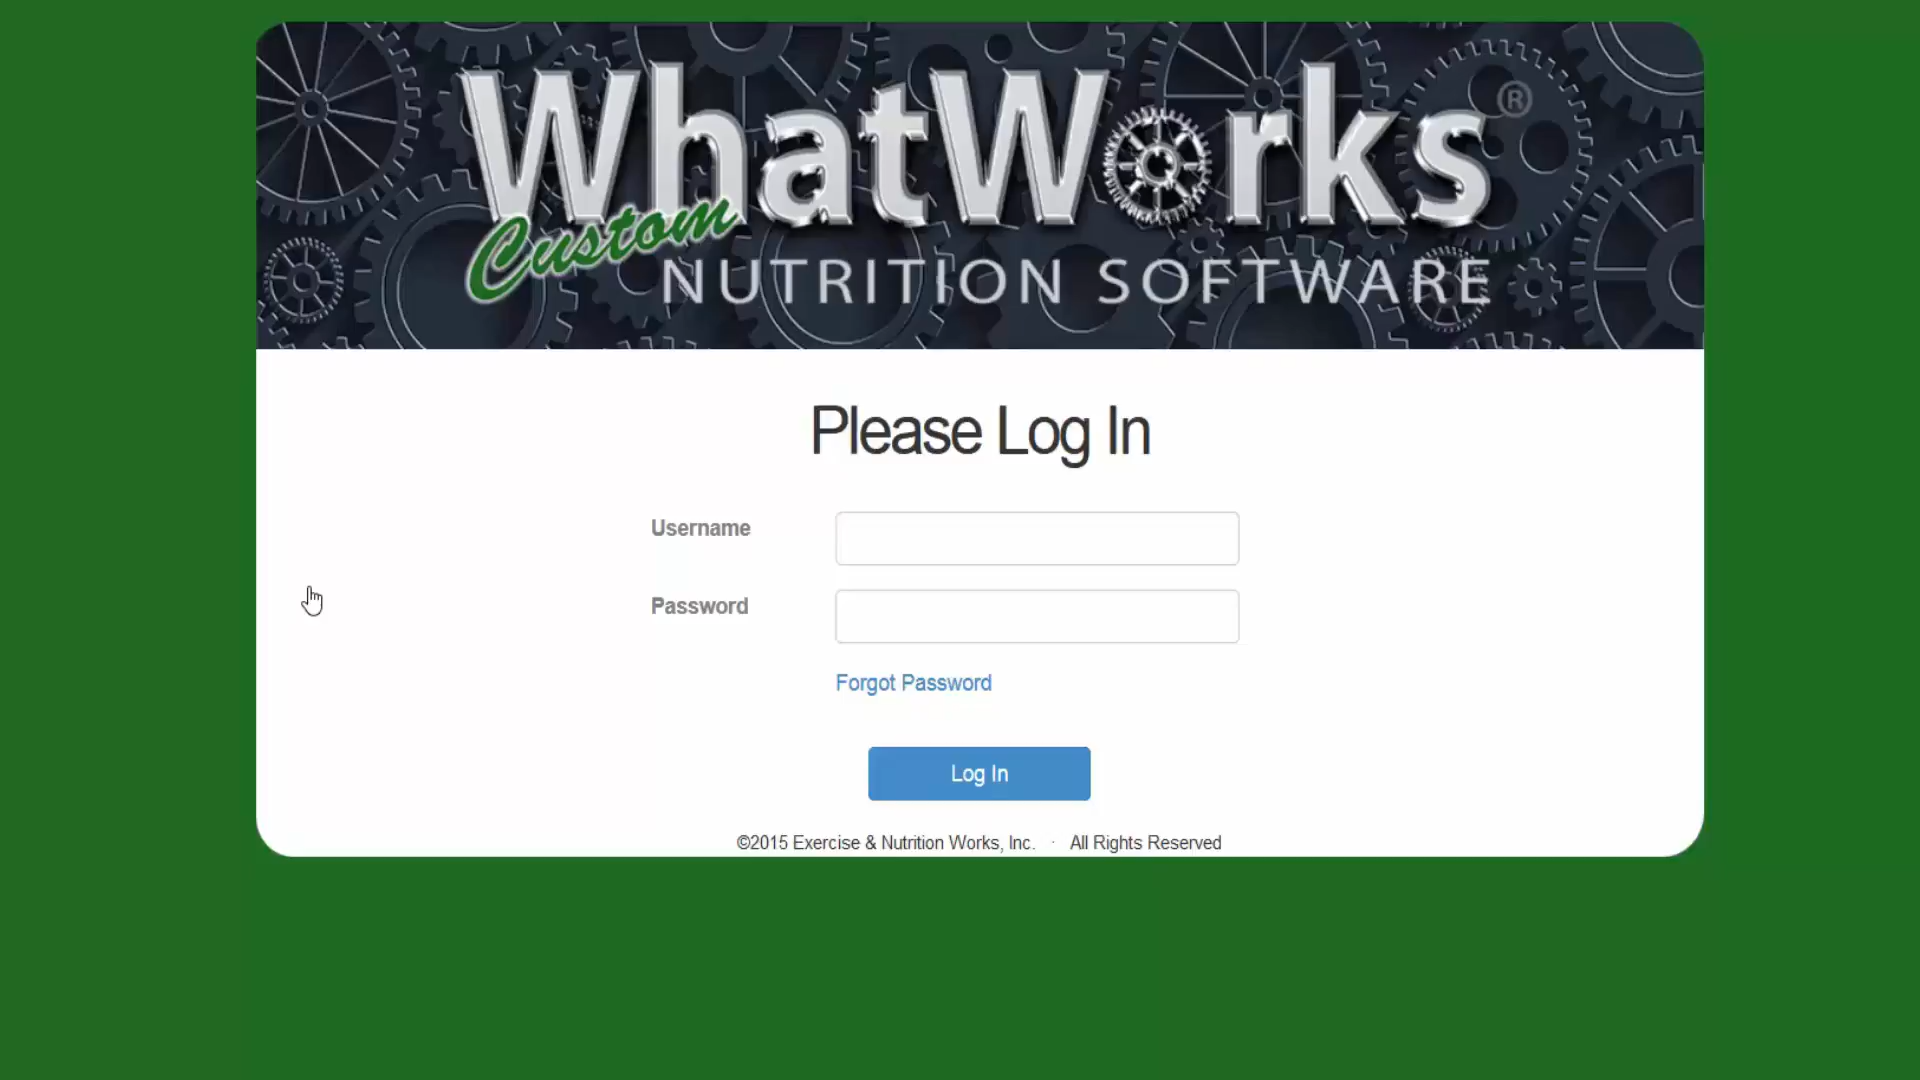 WhatWorks®
Custom
NUTRITION SOFTWARE
Please Log In
Username
Password
Forgot Password
Log In
©2015 Exercise & Nutrition Works, Inc. · All Rights Reserved